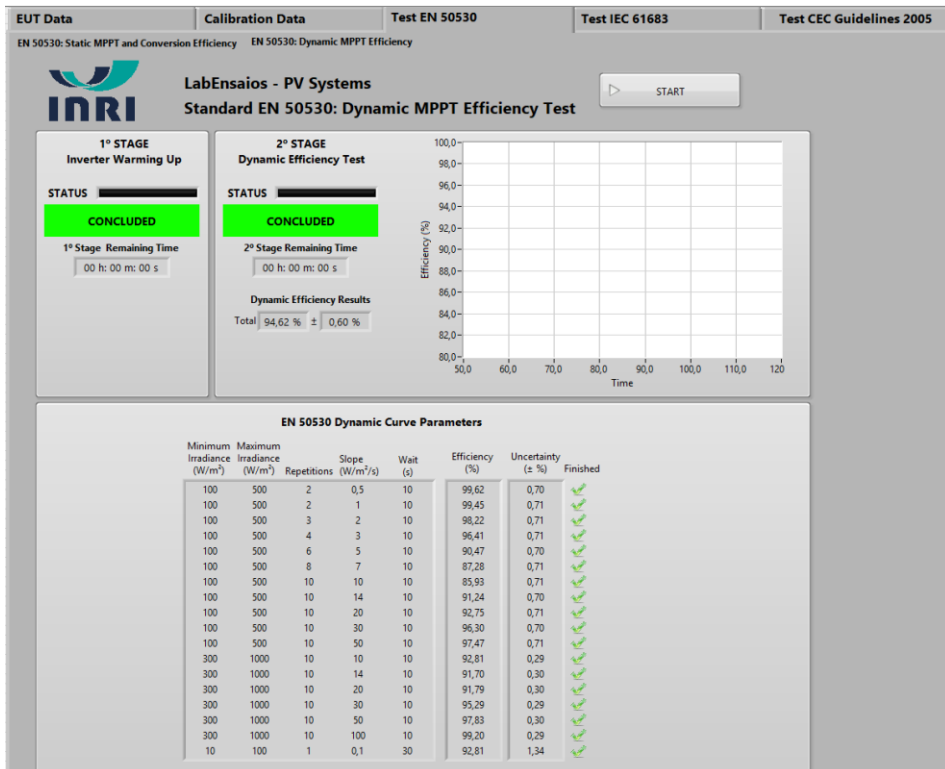 EUT Data Calibration Data Test EN 50530 Test IEC 61683 Test CEC Guidelines 2005
EN 50530: Static MPPT and Conversion Efficiency EN 50530: Dynamic MPPT Efficiency
INRI
LabEnsaios - PV Systems
Standard EN 50530: Dynamic MPPT Efficiency Test
START
1º STAGE
Inverter Warming Up
STATUS
CONCLUDED
1º Stage Remaining Time
00 h: 00 m: 00 s
2º STAGE
Dynamic Efficiency Test
STATUS
CONCLUDED
2º Stage Remaining Time
00 h: 00 m: 00 s
Dynamic Efficiency Results
Total 94,62 % ± 0,60 %
Efficiency (%)
100,0
98,0
96,0
94,0
92,0
90,0
88,0
86,0
84,0
82,0
80,0
50,0 60,0 70,0 80,0 90,0 100,0 110,0 120
Time
EN 50530 Dynamic Curve Parameters
Minimum Irradiance (W/m²) Maximum Irradiance (W/m²) Repetitions Slope (W/m²/s) Wait (s) Efficiency (%) Uncertainty (± %) Finished
100 500 2 0,5 10 99,62 0,70
100 500 2 1 10 99,45 0,71
100 500 3 2 10 98,22 0,71
100 500 4 3 10 96,41 0,71
100 500 6 5 10 90,47 0,70
100 500 8 7 10 87,28 0,71
100 500 10 10 10 85,93 0,71
100 500 10 14 10 91,24 0,70
100 500 10 20 10 92,75 0,71
100 500 10 30 10 96,30 0,70
100 500 10 50 10 97,47 0,71
300 1000 10 10 10 92,81 0,29
300 1000 10 14 10 91,70 0,30
300 1000 10 20 10 91,79 0,30
300 1000 10 30 10 95,29 0,29
300 1000 10 50 10 97,83 0,30
300 1000 10 100 10 99,20 0,29
10 100 1 0,1 30 92,81 1,34